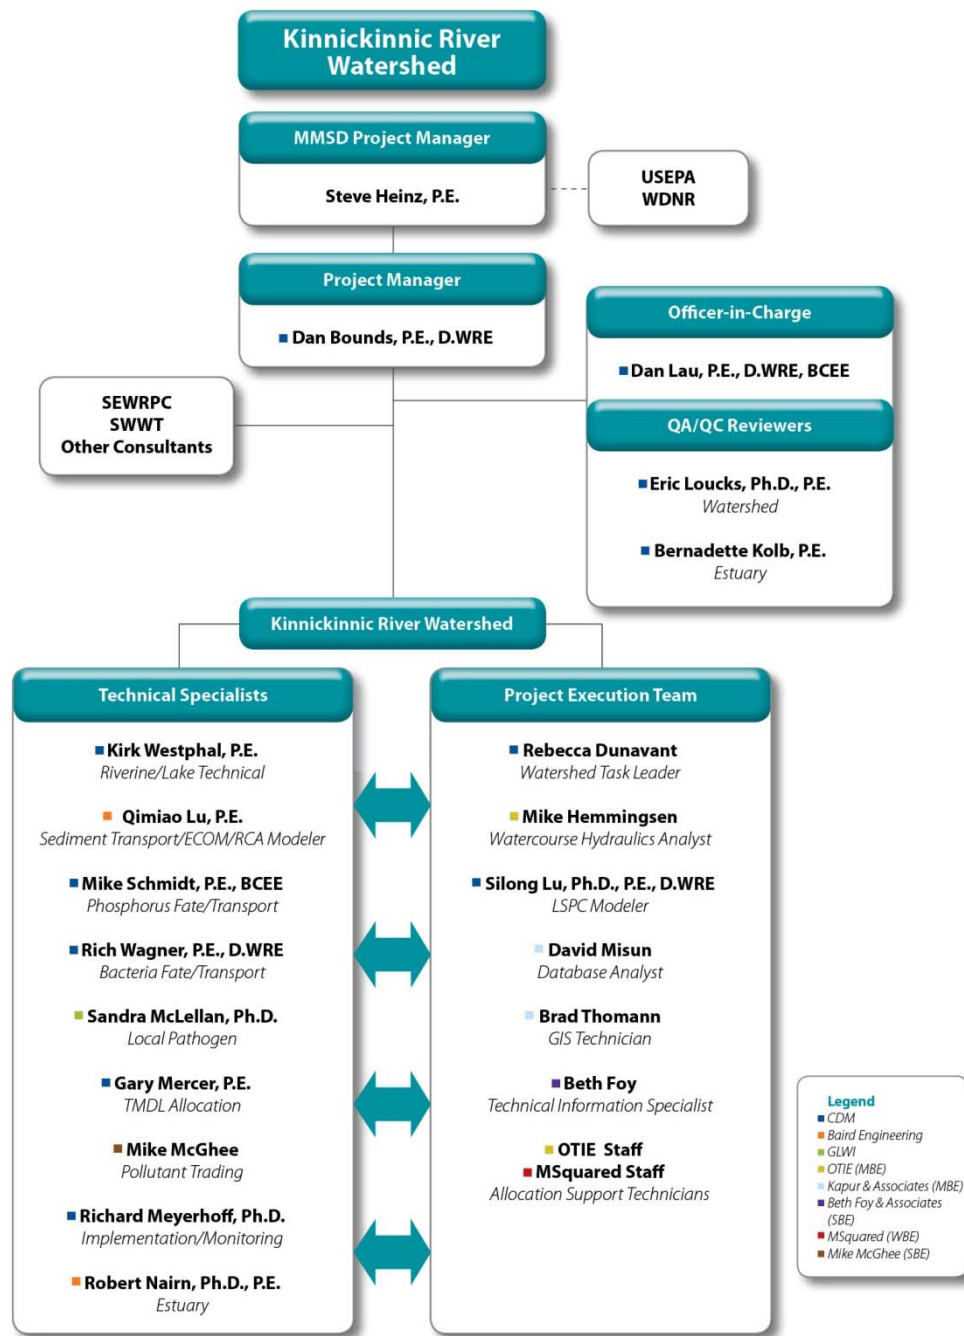 Kinnickinnic River
Watershed
MMSD Project Manager
Steve Heinz, P.E.
USEPA
WDNR
Project Manager
Dan Bounds, P.E., D.WRE
Officer-in-Charge
Dan Lau, P.E., D.WRE, BCEE
SEWRPC
SWWT
Other Consultants
QA/QC Reviewers
Eric Loucks, Ph.D., P.E.
Watershed
Bernadette Kolb, P.E.
Estuary
Kinnickinnic River Watershed
Technical Specialists
Kirk Westphal, P.E.
Riverine/Lake Technical
Qimiao Lu, P.E.
Sediment Transport/ECOM/RCA Modeler
Mike Schmidt, P.E., BCEE
Phosphorus Fate/Transport
Rich Wagner, P.E., D.WRE
Bacteria Fate/Transport
Sandra McLellan, Ph.D.
Local Pathogen
Gary Mercer, P.E.
TMDL Allocation
Mike McGhee
Pollutant Trading
Richard Meyerhoff, Ph.D.
Implementation/Monitoring
Robert Nairn, Ph.D., P.E.
Estuary
Project Execution Team
Rebecca Dunavant
Watershed Task Leader
Mike Hemmingsen
Watercourse Hydraulics Analyst
Silong Lu, Ph.D., P.E., D.WRE
LSPC Modeler
David Misun
Database Analyst
Brad Thomann
GIS Technician
Beth Foy
Technical Information Specialist
OTIE Staff
MSquared Staff
Allocation Support Technicians
Legend
CDM
Baird Engineering
GLWI
OTIE (MBE)
Kapur & Associates (MBE)
Beth Foy & Associates
(SBE)
MSquared (WBE)
Mike McGhee (SBE)